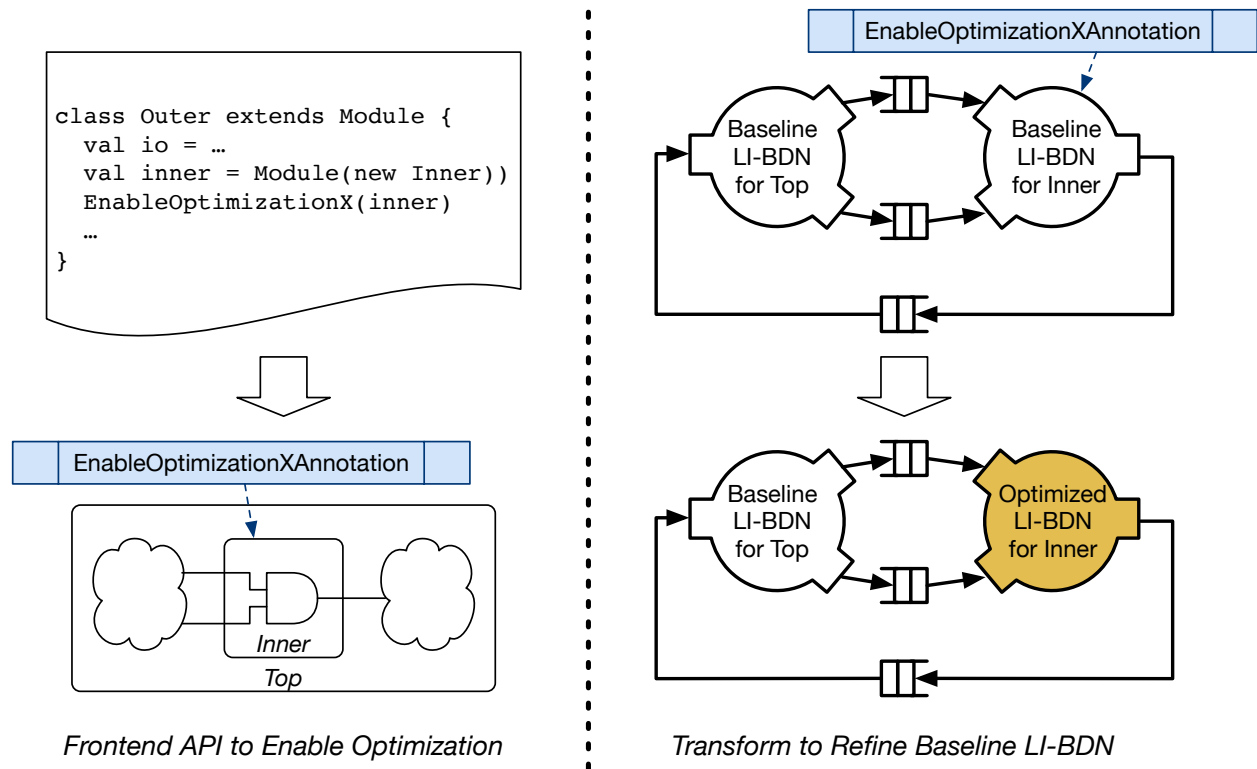 class Outer extends Module {
val io = …
val inner = Module(new Inner))
EnableOptimizationX(inner)
…
}
EnableOptimizationXAnnotation
Inner
Top
Frontend API to Enable Optimization
EnableOptimizationXAnnotation
Baseline
LI-BDN
for Top
Baseline
LI-BDN
for Inner
Baseline
LI-BDN
for Top
Optimized
LI-BDN
for Inner
Transform to Refine Baseline LI-BDN